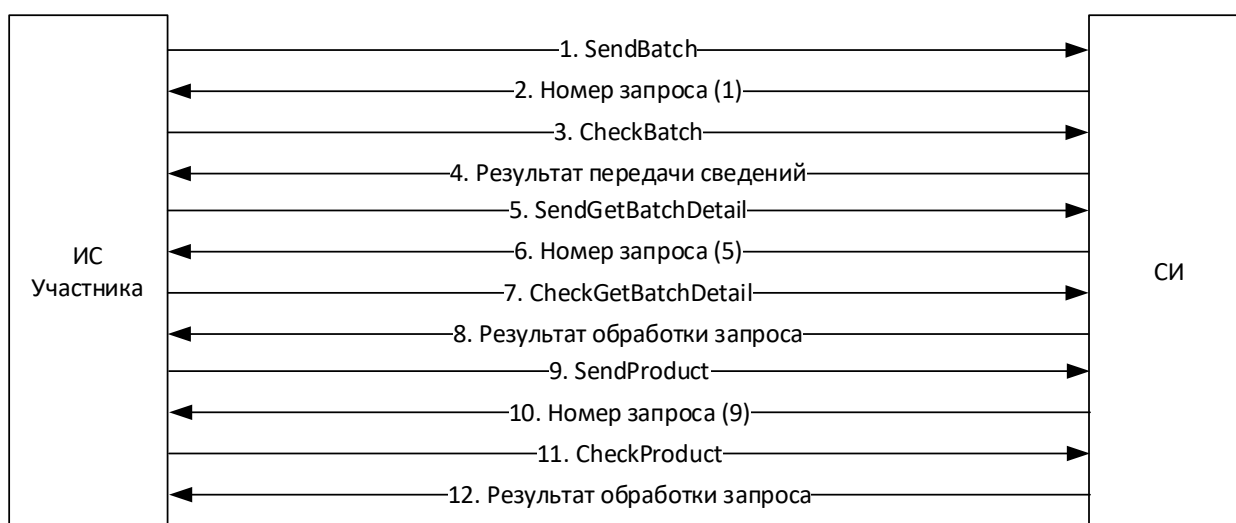 1. SendBatch
2. Номер запроса (1)
3. CheckBatch
4. Результат передачи сведений
5. SendGetBatchDetail
6. Номер запроса (5)
ИС
Участника
СИ
7. CheckGetBatchDetail
8. Результат обработки запроса
9. SendProduct
10. Номер запроса (9)
11. CheckProduct
12. Результат обработки запроса